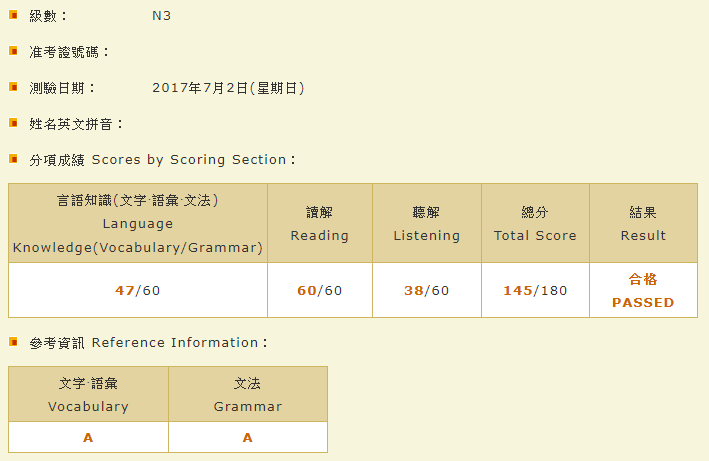 級數： N3
准考證號碼：
測驗日期： 2017年7月2日(星期日)
姓名英文拼音：
分項成績 Scores by Scoring Section：
言語知識(文字·語彙·文法)
Language
Knowledge(Vocabulary/Grammar)
讀解
Reading
聽解
Listening
總分
Total Score
結果
Result
47/60
60/60
38/60
145/180
合格
PASSED
參考資訊 Reference Information：
文字·語彙
Vocabulary
文法
Grammar
A
A